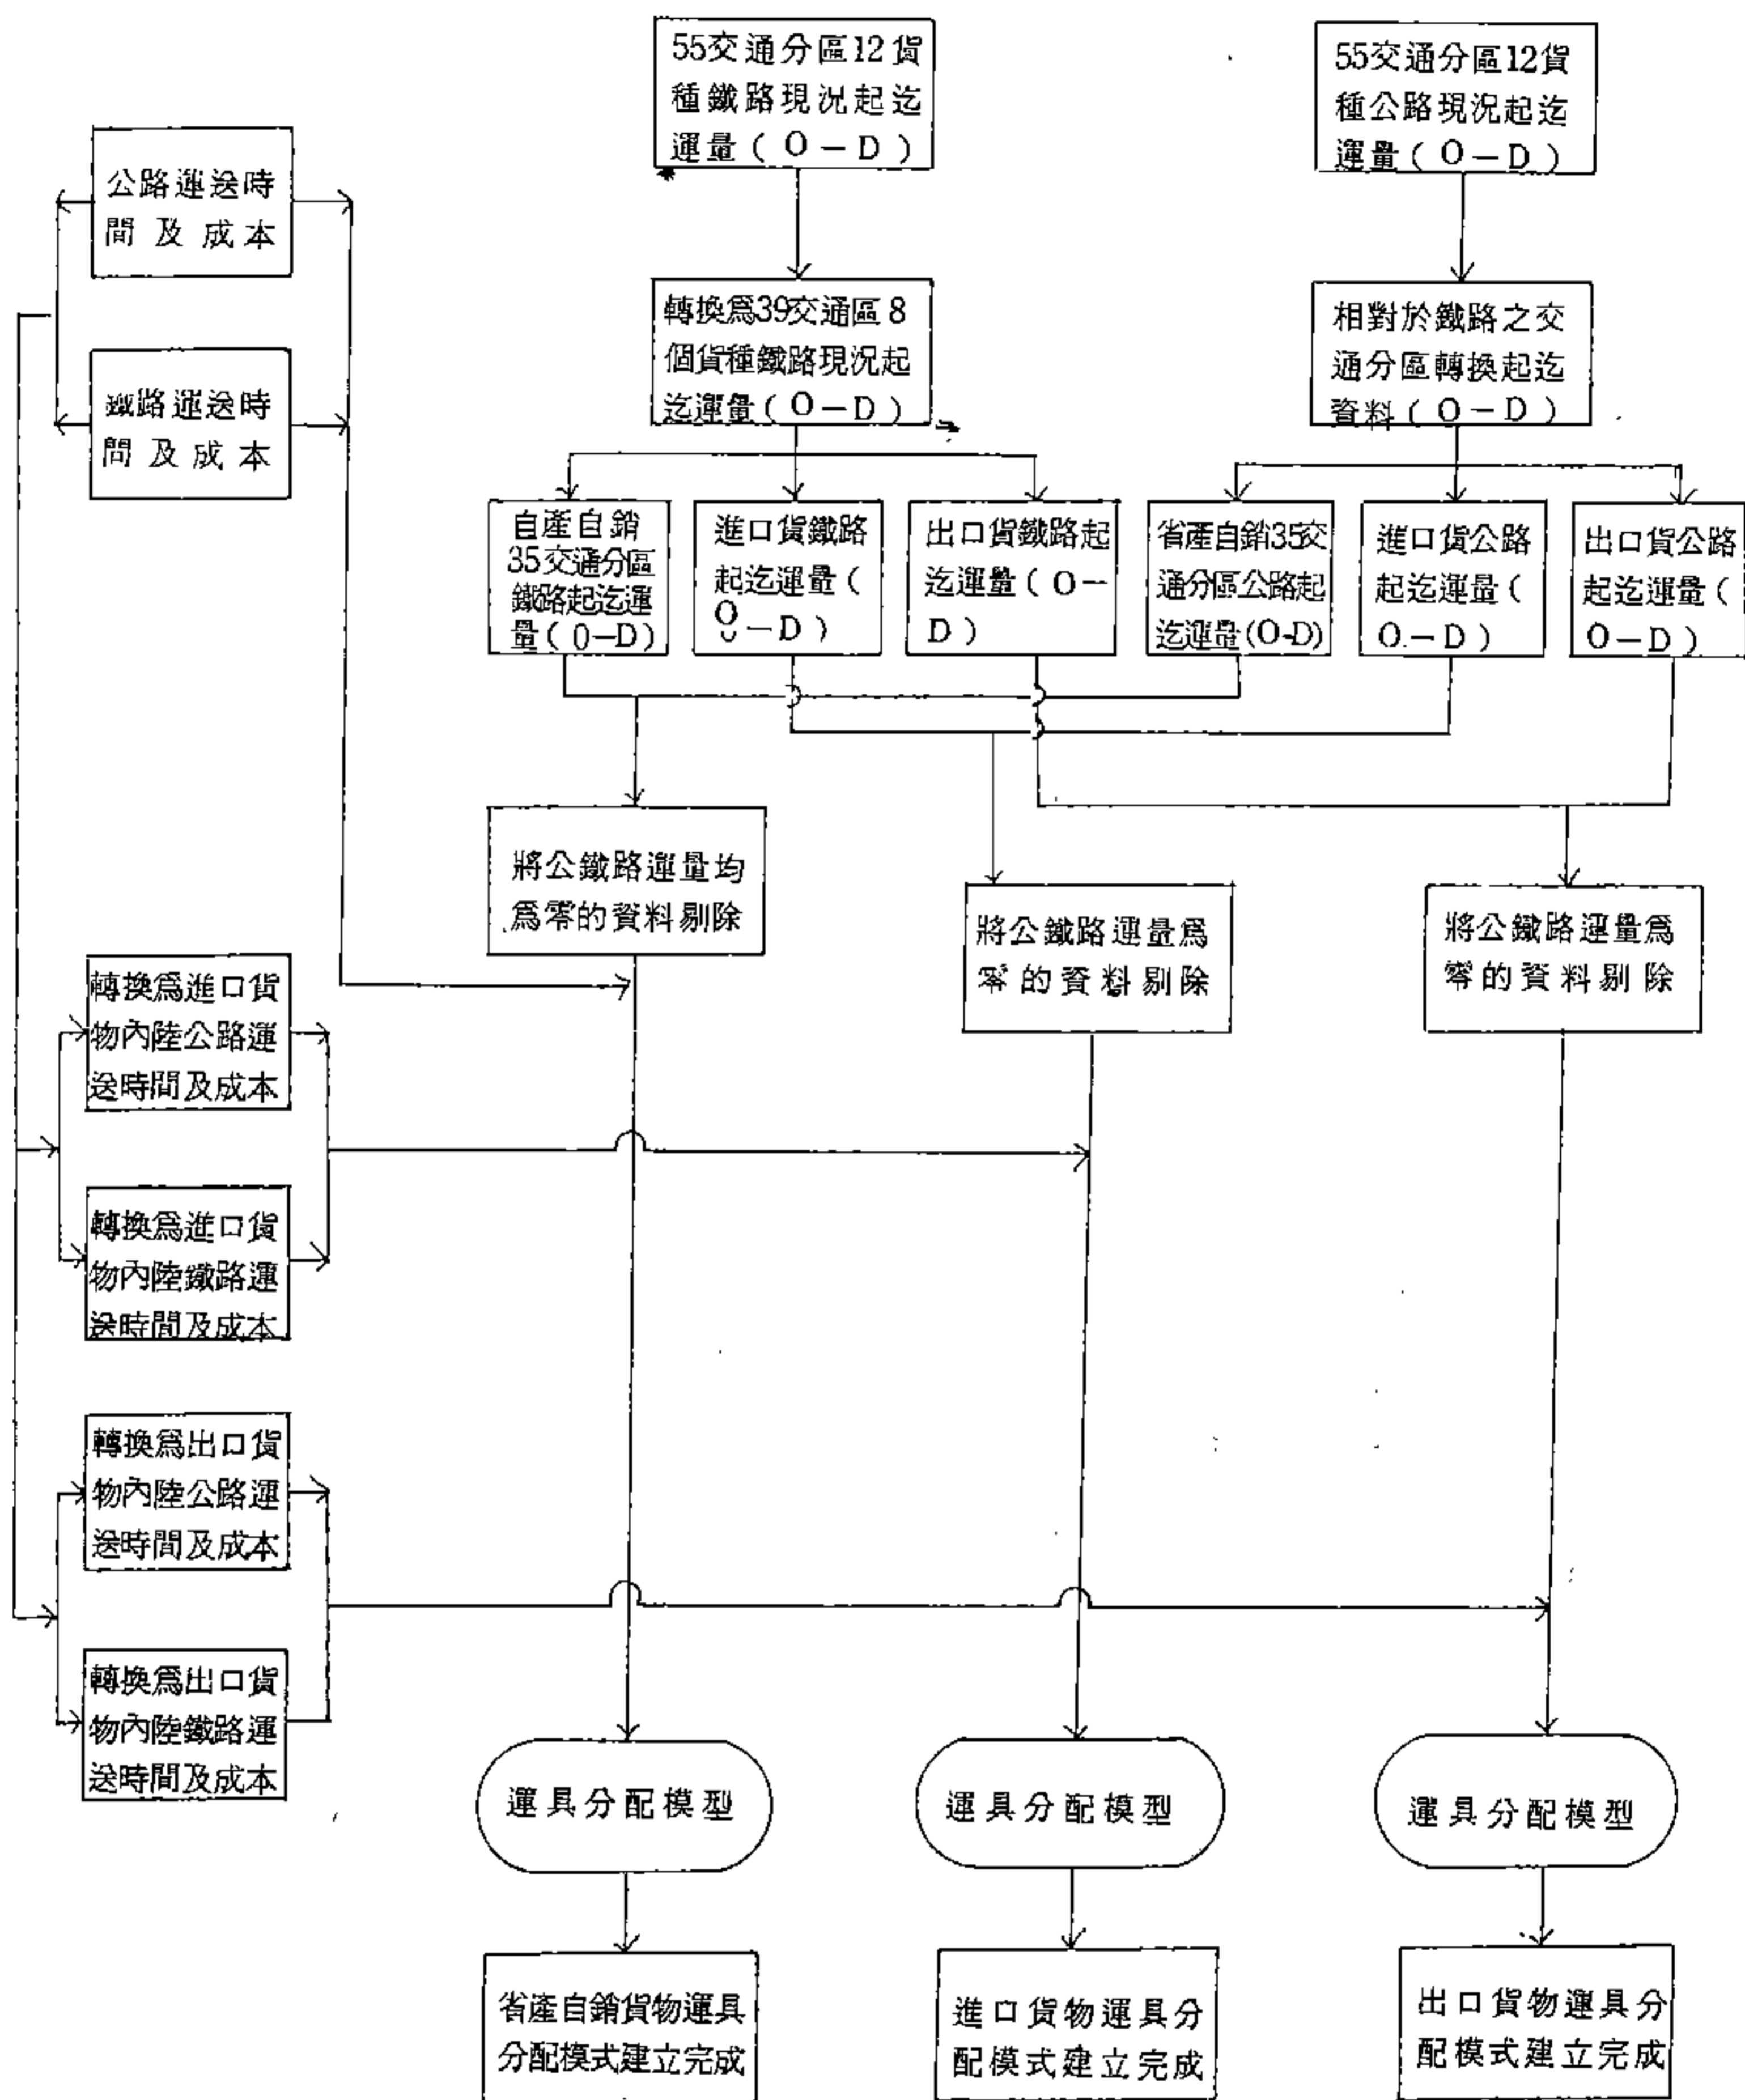 55交通分區12貨
種鐵路現況起迄
運量(O－D)
55交通分區12貨
種公路現況起迄
運量(O－D)
公路運送時
間及成本
鐵路運送時
間及成本
轉換爲39交通區8
個貨種鐵路現況起
迄運量(O－D)
相對於鐵路之交
通分區轉換起迄
資料(O－D)
自產自銷
35交通分區
鐵路起迄運
量(O－D)
進口貨鐵路
起迄運量(
O－D)
出口貨鐵路起
迄運量(O－
D)
省產自銷35交
通分區公路起
迄運量(O-D)
進口貨公路
起迄運量(
O－D)
出口貨公路
起迄運量(
O－D)
將公鐵路運量均
爲零的資料剔除
將公鐵路運量爲
零的資料剔除
將公鐵路運量爲
零的資料剔除
轉換爲進口貨
物內陸公路運
送時間及成本
轉換爲進口貨
物內陸鐵路運
送時間及成本
轉換爲出口貨
物內陸公路運
送時間及成本
轉換爲出口貨
物內陸鐵路運
送時間及成本
運具分配模型
運具分配模型
運具分配模型
省產自銷貨物運具
分配模式建立完成
進口貨物運具分
配模式建立完成
出口貨物運具分
配模式建立完成